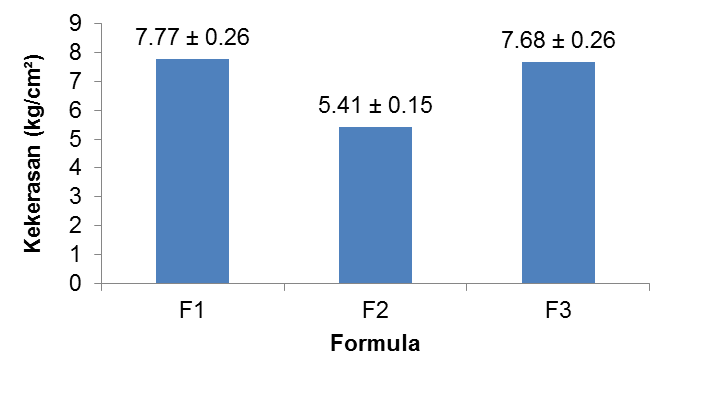 Kekerasan (kg/cm²)
9
8
7
6
5
4
3
2
1
0
7.77 ± 0.26
5.41 ± 0.15
7.68 ± 0.26
F1 F2 F3
Formula